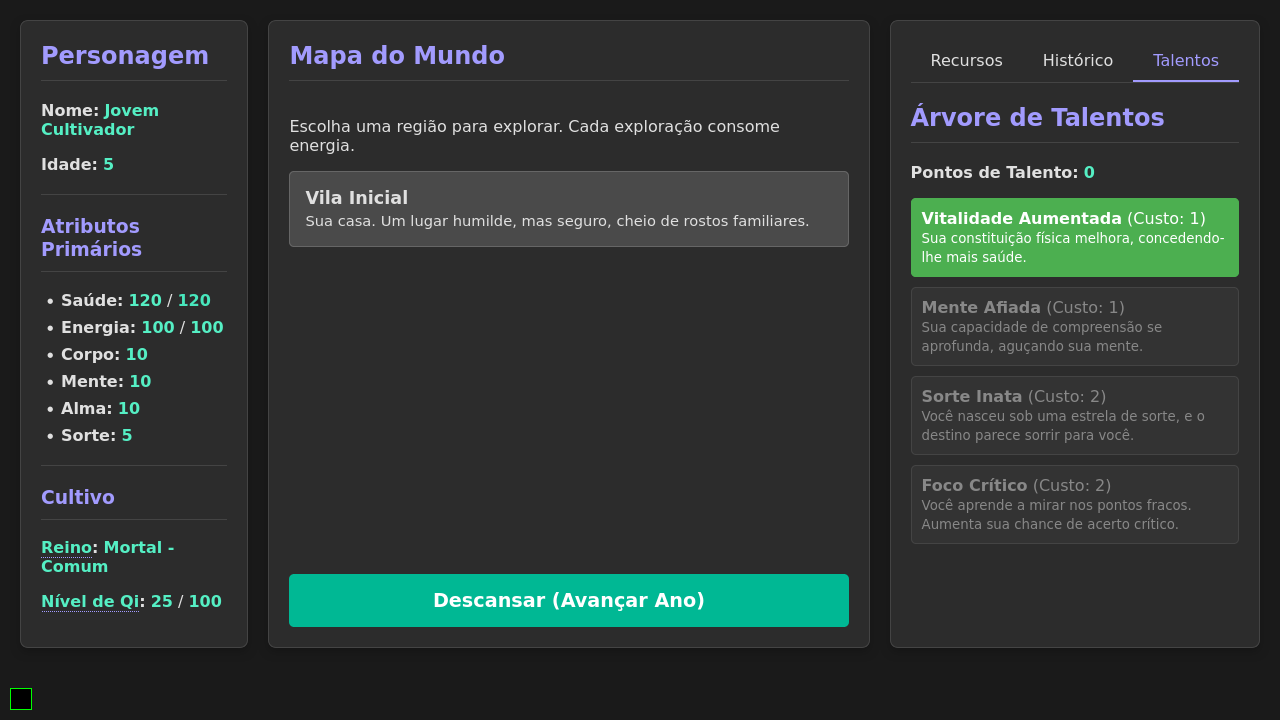 Personagem
Nome: Jovem
Cultivador
Idade: 5
Atributos
Primários
• Saúde: 120 / 120
• Energia: 100 / 100
• Corpo: 10
• Mente: 10
• Alma: 10
• Sorte: 5
Cultivo
Reino: Mortal -
Comum
Nível de Qi: 25 / 100
Mapa do Mundo
Escolha uma região para explorar. Cada exploração consome
energia.
Vila Inicial
Sua casa. Um lugar humilde, mas seguro, cheio de rostos familiares.
Descansar (Avançar Ano)
Recursos Histórico Talentos
Árvore de Talentos
Pontos de Talento: 0
Vitalidade Aumentada (Custo: 1)
Sua constituição física melhora, concedendo-
lhe mais saúde.
Mente Afiada (Custo: 1)
Sua capacidade de compreensão se
aprofunda, aguçando sua mente.
Sorte Inata (Custo: 2)
Você nasceu sob uma estrela de sorte, e o
destino parece sorrir para você.
Foco Crítico (Custo: 2)
Você aprende a mirar nos pontos fracos.
Aumenta sua chance de acerto crítico.